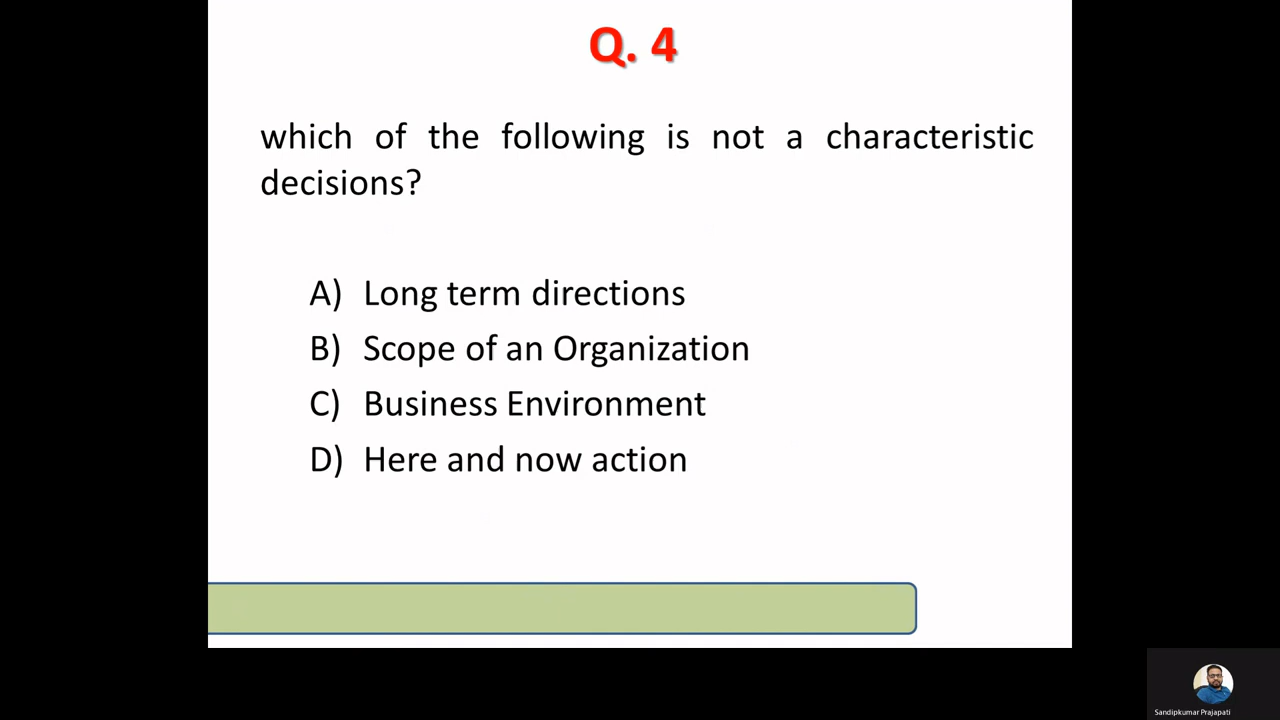 Q. 4
which of the following is not a characteristic
decisions?
A) Long term directions
B) Scope of an Organization
C) Business Environment
D) Here and now action
Sandipkumar Prajapati